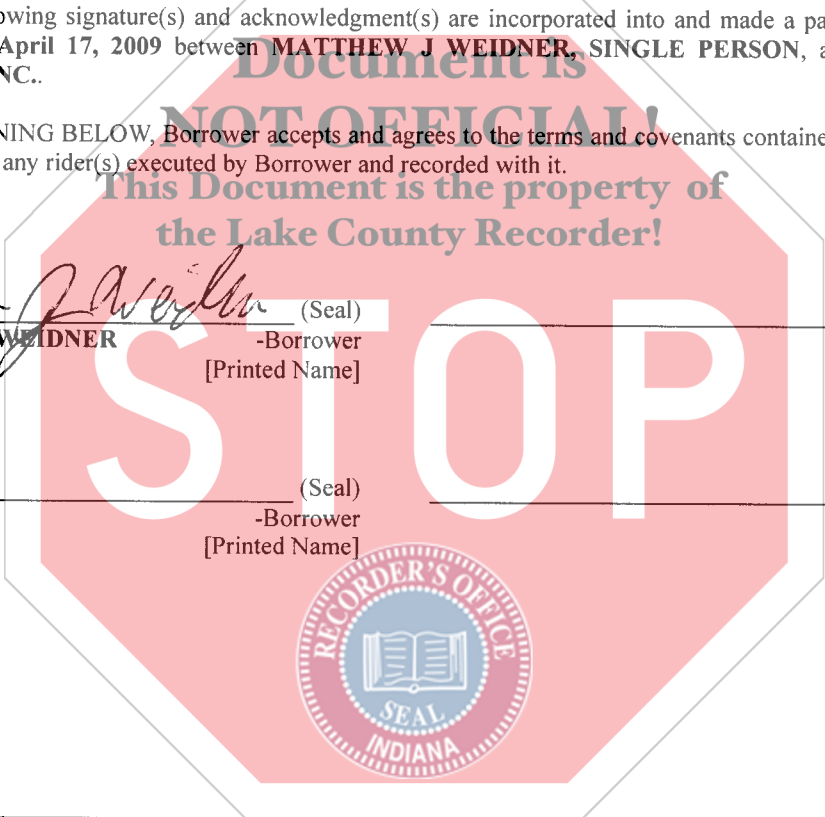 owing signature(s) and acknowledgment(s) are incorporated into and made a pa
April 17, 2009 between MATTHEW J WEIDNER, SINGLE PERSON, a
NC..
Document is
NOT OFFICIAL!
NING BELOW, Borrower accepts and agrees to the terms and covenants containe
any rider(s) executed by Borrower and recorded with it.
This Document is the property of
the Lake County Recorder!
J Weidner (Seal)
WEIDNER -Borrower
[Printed Name]
STOP
(Seal)
-Borrower
[Printed Name]
RECORDER'S OFFICE
SEAL
INDIANA